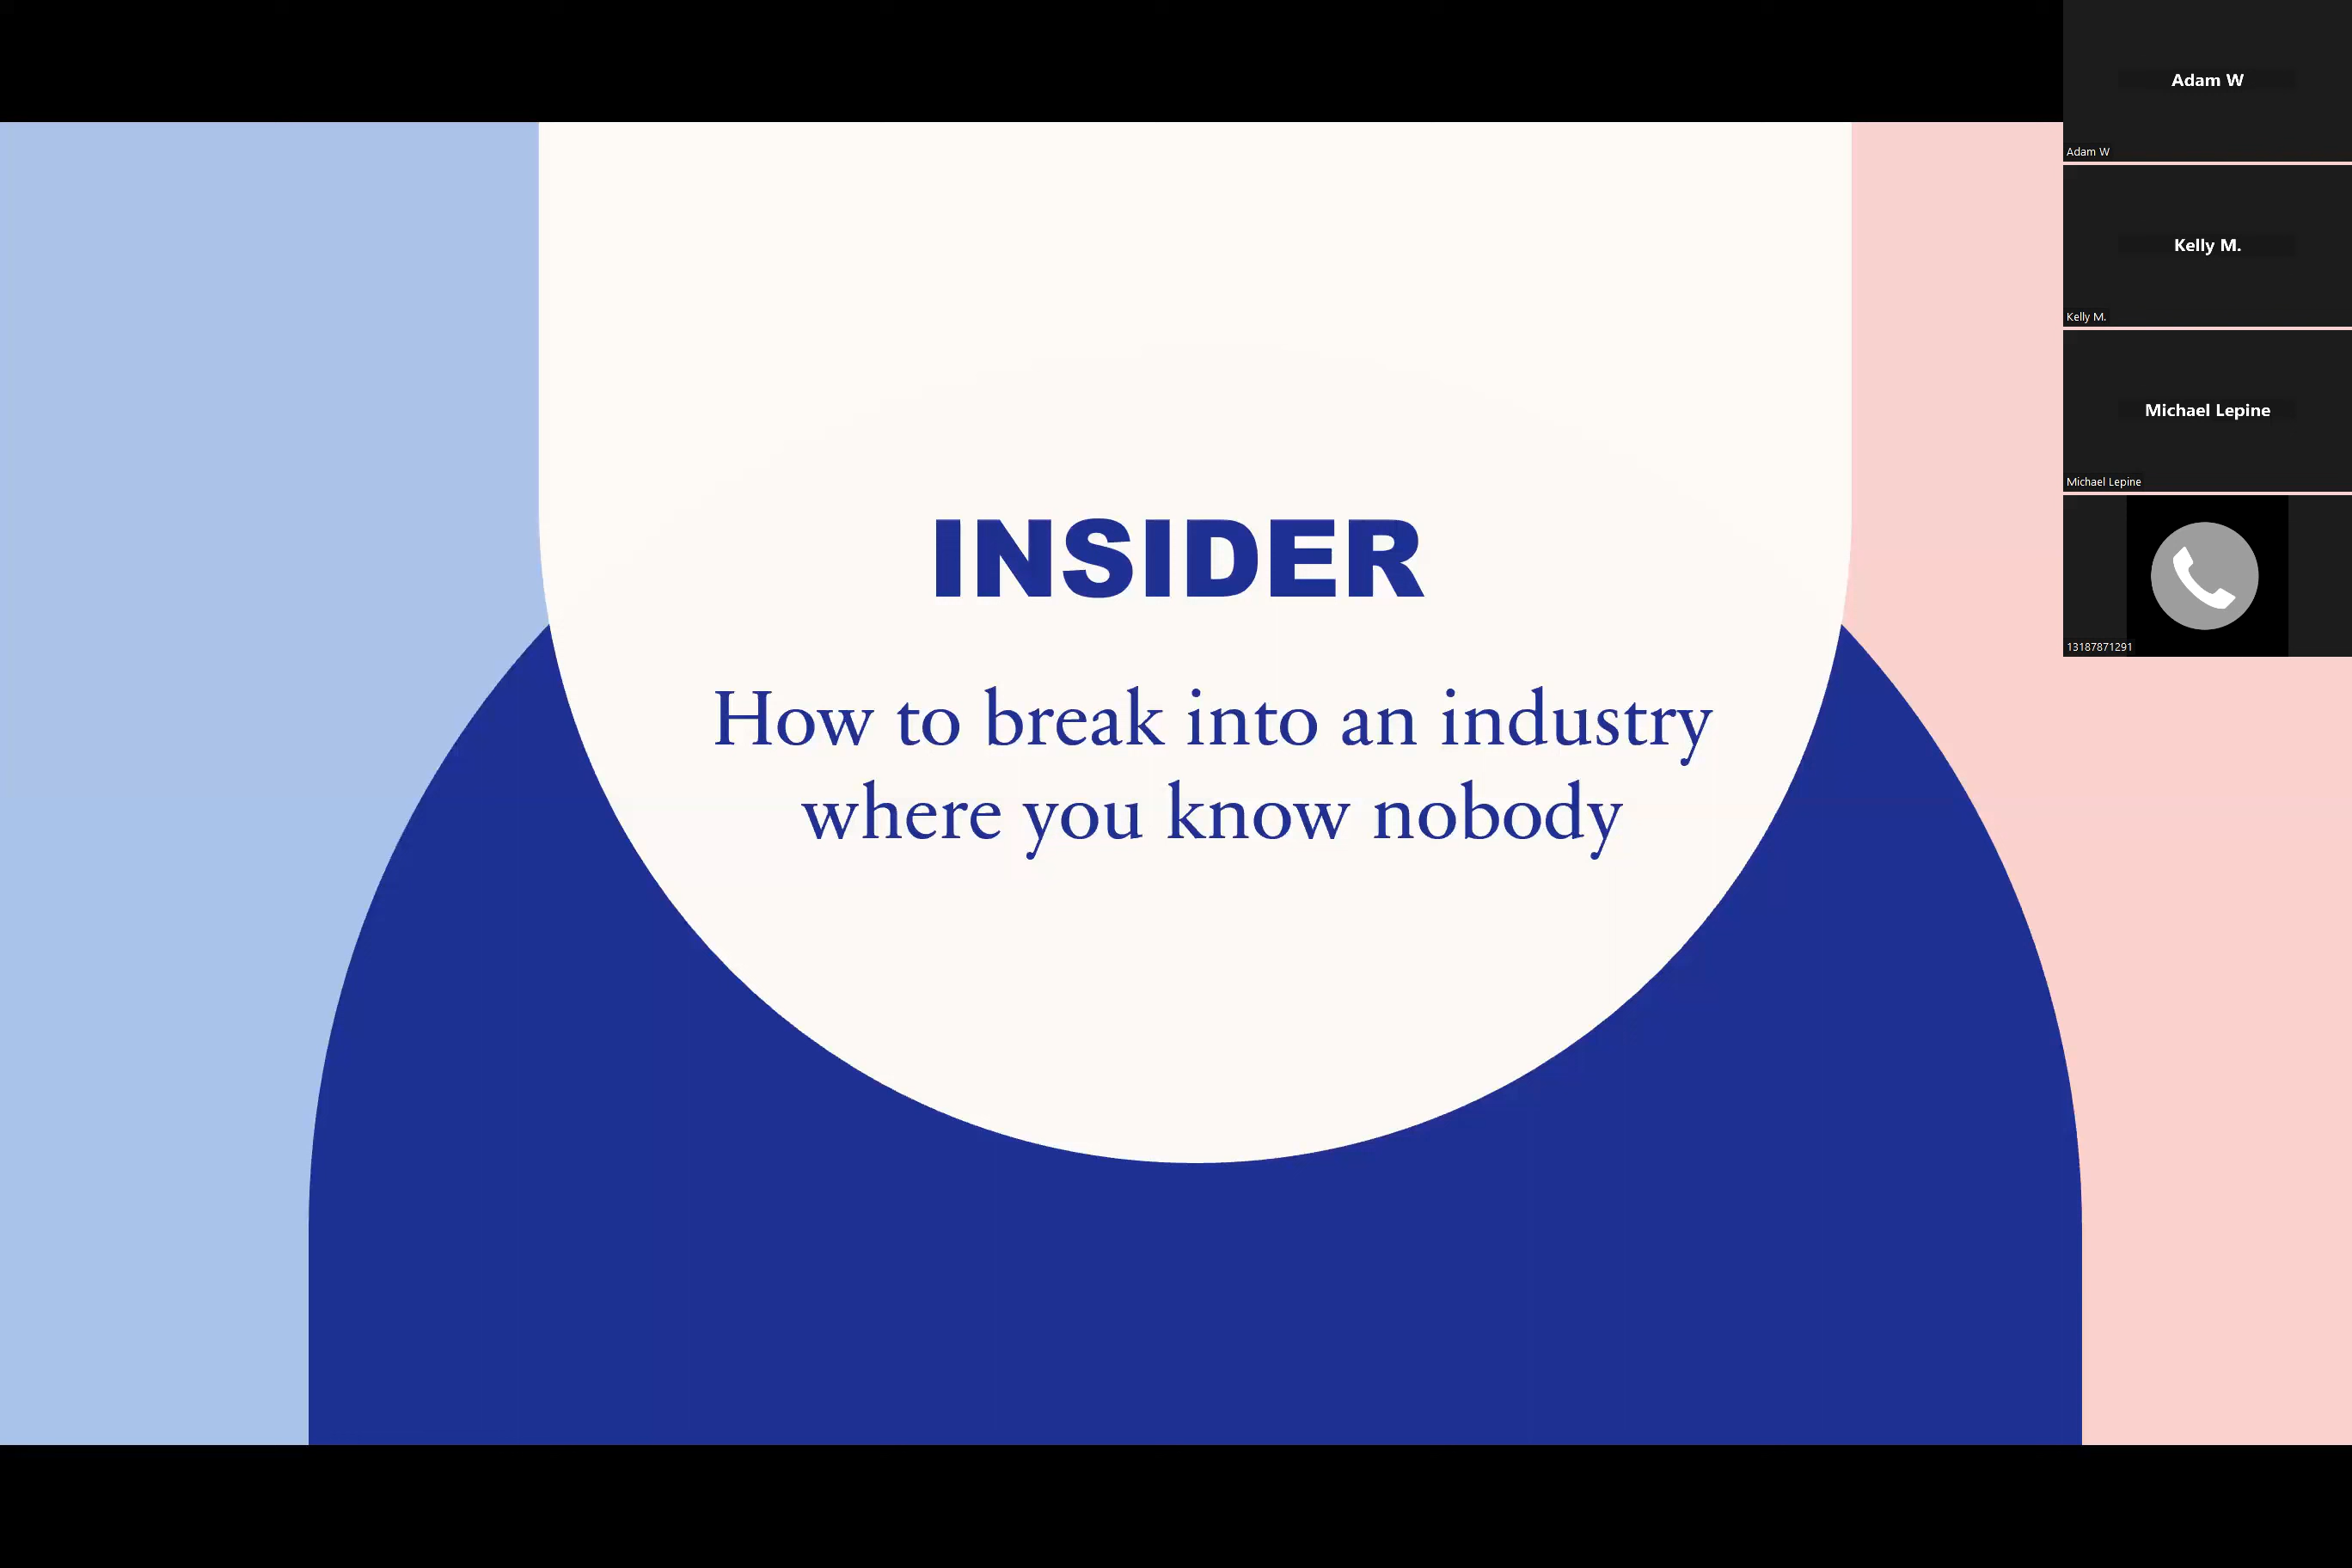 INSIDER
How to break into an industry
where you know nobody
Adam W
Adam W
Kelly M.
Kelly M.
Michael Lepine
Michael Lepine
13187871291